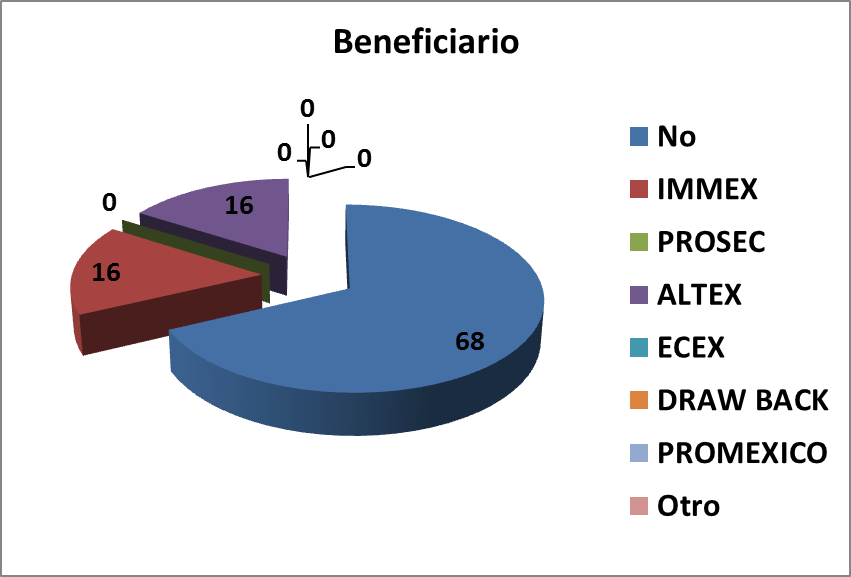 Beneficiario
0
0
0
0
0
16
16
68
No
IMMEX
PROSEC
ALTEX
ECEX
DRAW BACK
PROMEXICO
Otro